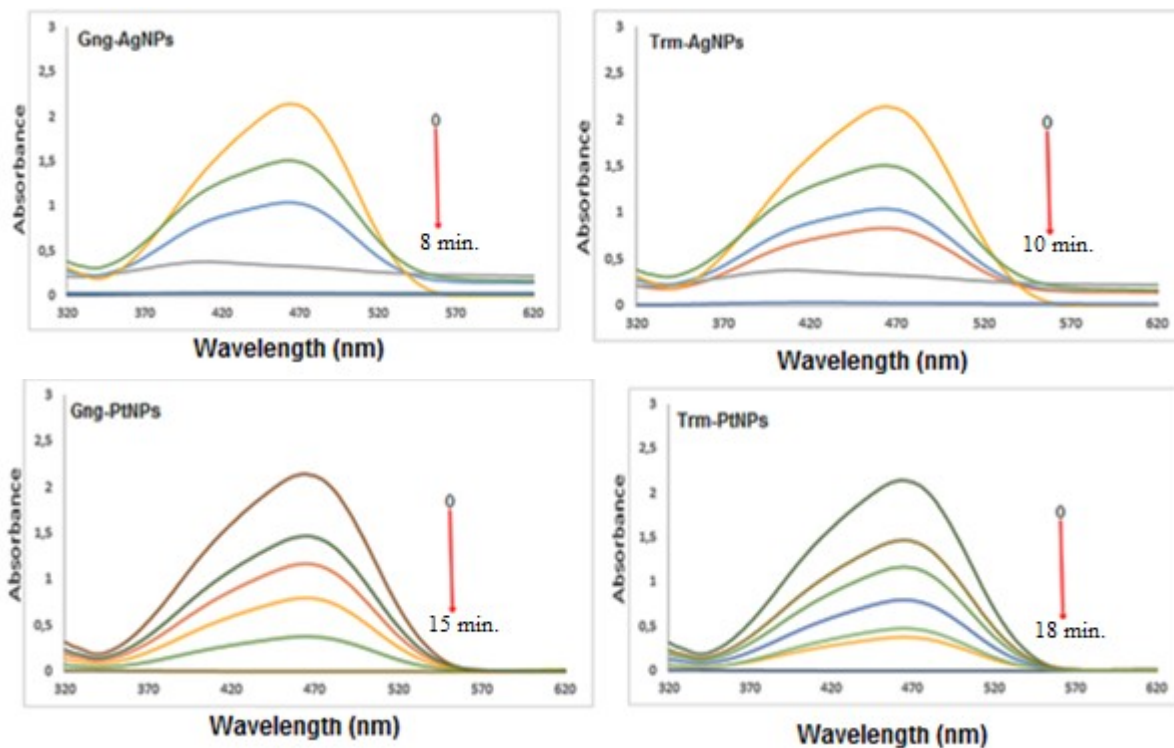 Gng-AgNPs
Absorbance
3
2,5
2
1,5
1
0,5
0
0
8 min.
320 370 420 470 520 570 620
Wavelength (nm)
Trm-AgNPs
Absorbance
3
2,5
2
1,5
1
0,5
0
0
10 min.
320 370 420 470 520 570 620
Wavelength (nm)
Gng-PtNPs
Absorbance
3
2,5
2
1,5
1
0,5
0
0
15 min.
320 370 420 470 520 570 620
Wavelength (nm)
Trm-PtNPs
Absorbance
3
2,5
2
1,5
1
0,5
0
0
18 min.
320 370 420 470 520 570 620
Wavelength (nm)